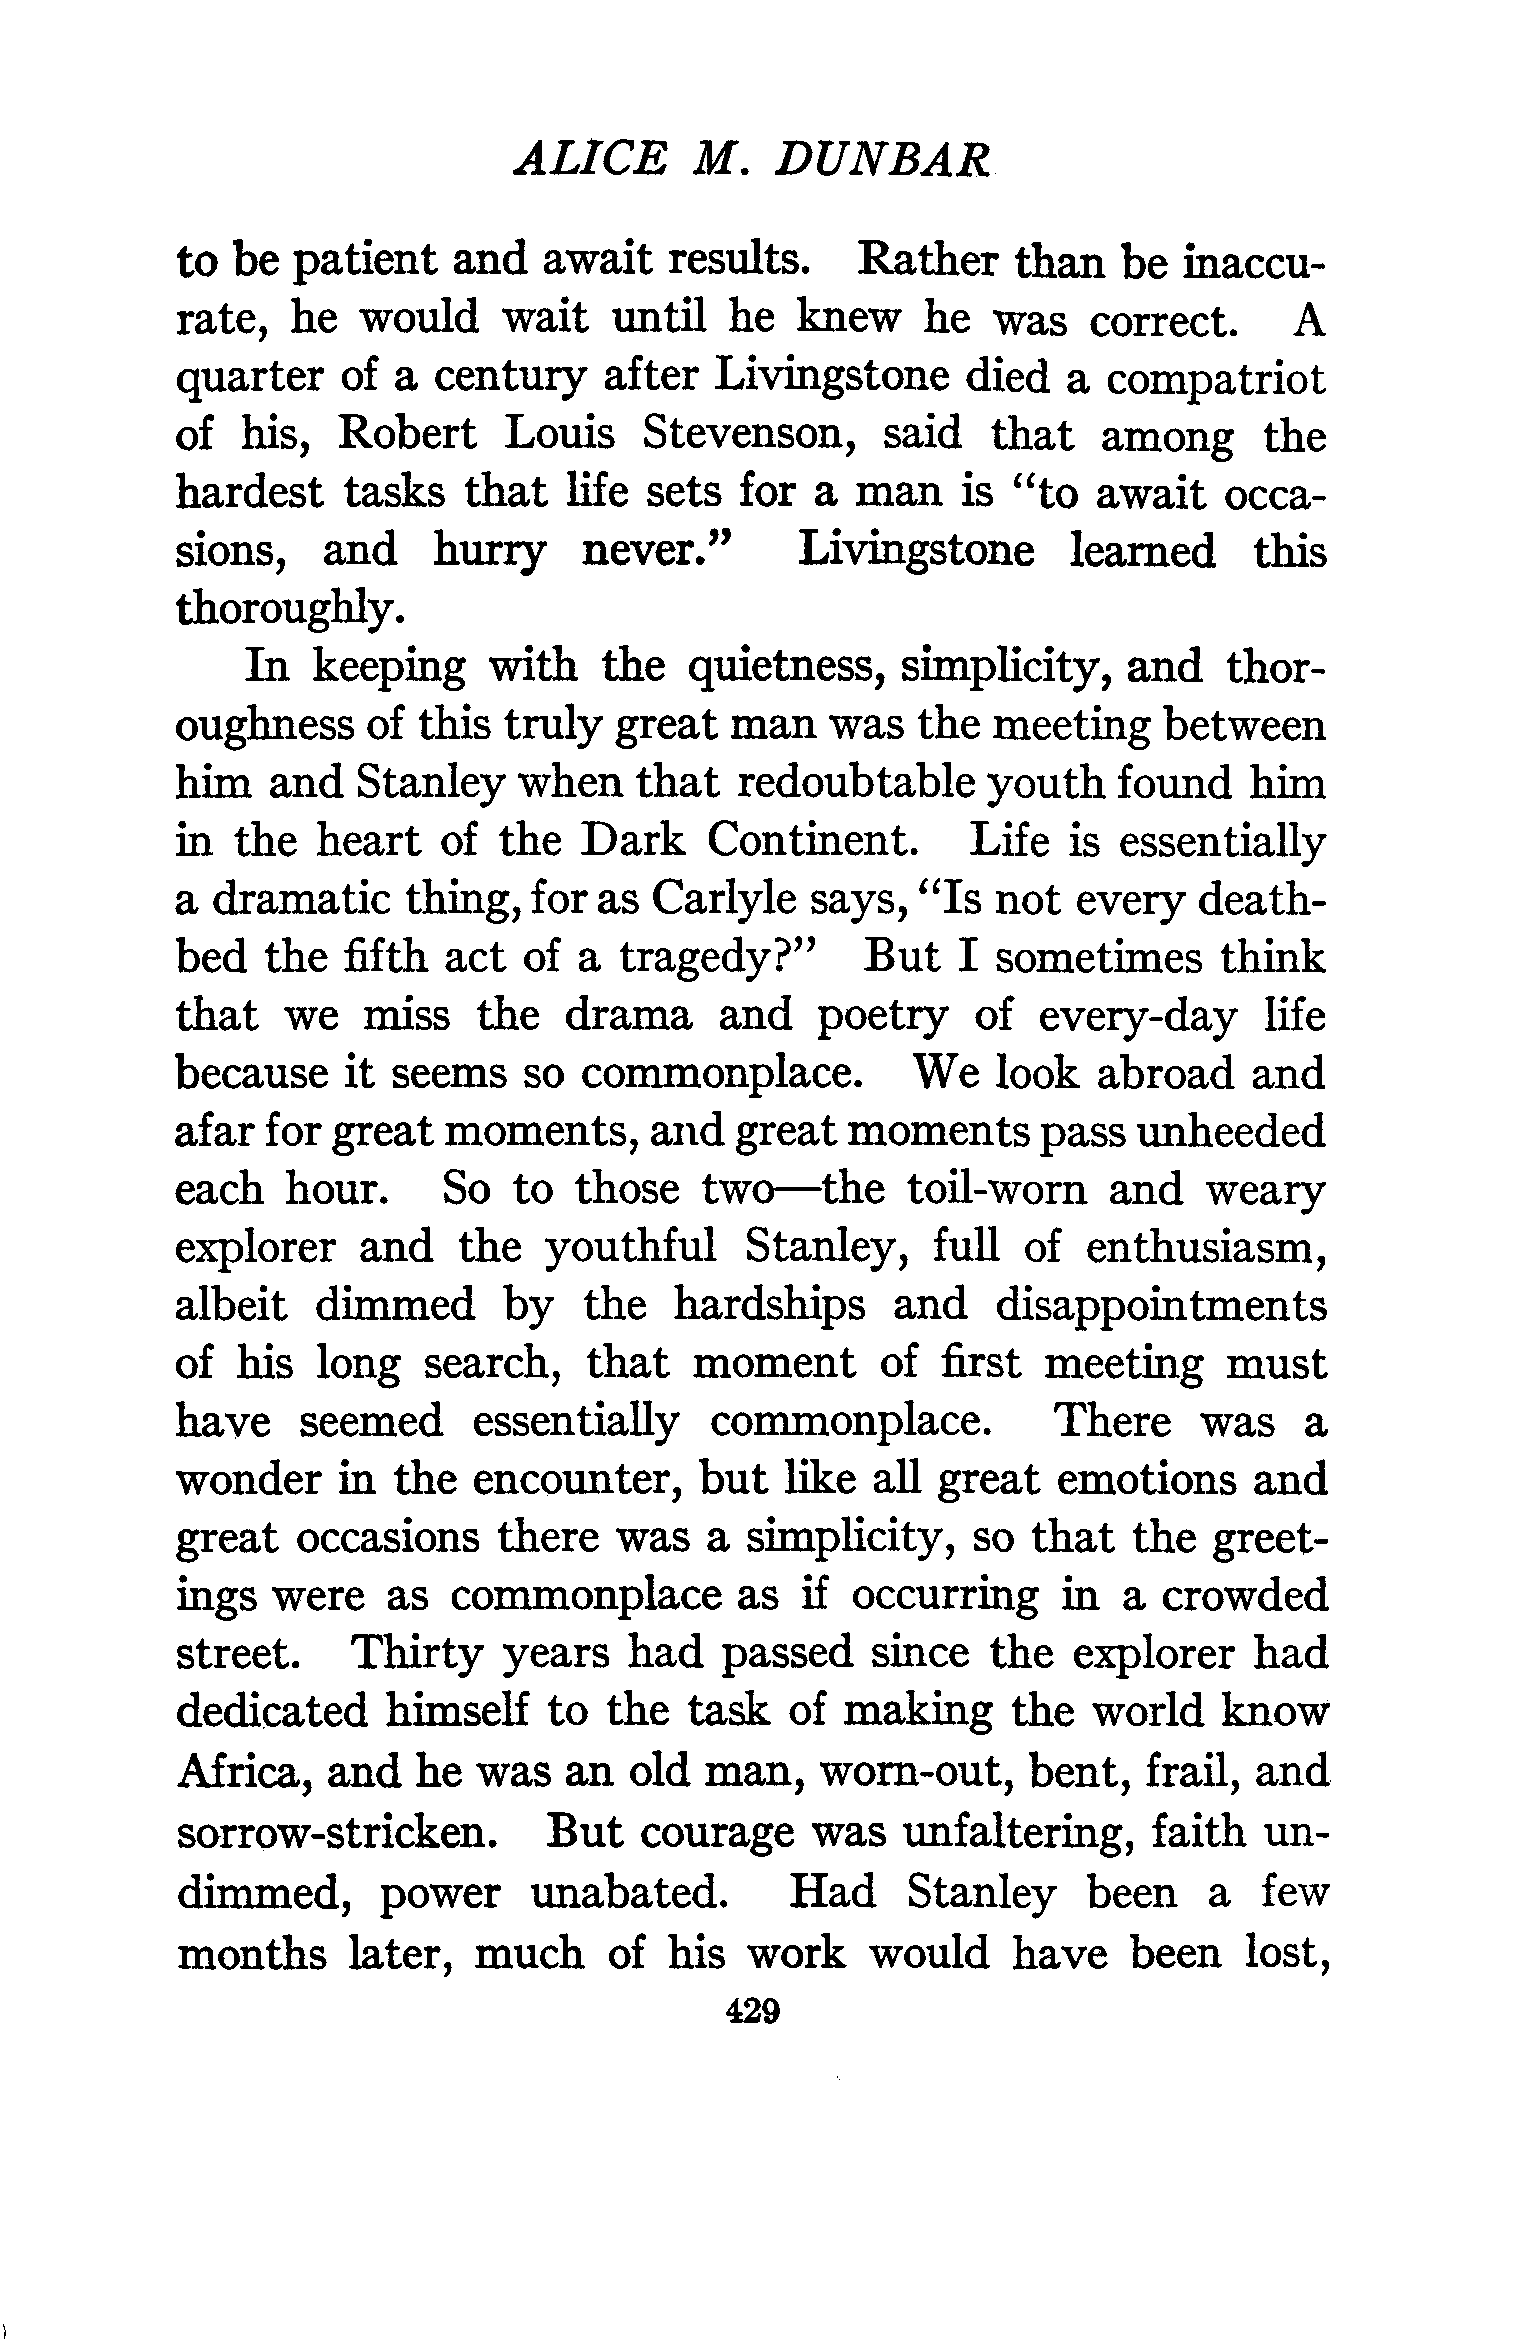 ALICE M. DUNBAR
to be patient and await results. Rather than be inaccu-
rate, he would wait until he knew he was correct. A
quarter of a century after Livingstone died a compatriot
of his, Robert Louis Stevenson, said that among the
hardest tasks that life sets for a man is “to await occa-
sions, and hurry never.” Livingstone learned this
thoroughly.
In keeping with the quietness, simplicity, and thor-
oughness of this truly great man was the meeting between
him and Stanley when that redoubtable youth found him
in the heart of the Dark Continent. Life is essentially
a dramatic thing, for as Carlyle says, “Is not every death-
bed the fifth act of a tragedy?” But I sometimes think
that we miss the drama and poetry of every-day life
because it seems so commonplace. We look abroad and
afar for great moments, and great moments pass unheeded
each hour. So to those two—the toil-worn and weary
explorer and the youthful Stanley, full of enthusiasm,
albeit dimmed by the hardships and disappointments
of his long search, that moment of first meeting must
have seemed essentially commonplace. There was a
wonder in the encounter, but like all great emotions and
great occasions there was a simplicity, so that the greet-
ings were as commonplace as if occurring in a crowded
street. Thirty years had passed since the explorer had
dedicated himself to the task of making the world know
Africa, and he was an old man, worn-out, bent, frail, and
sorrow-stricken. But courage was unfaltering, faith un-
dimmed, power unabated. Had Stanley been a few
months later, much of his work would have been lost,
429